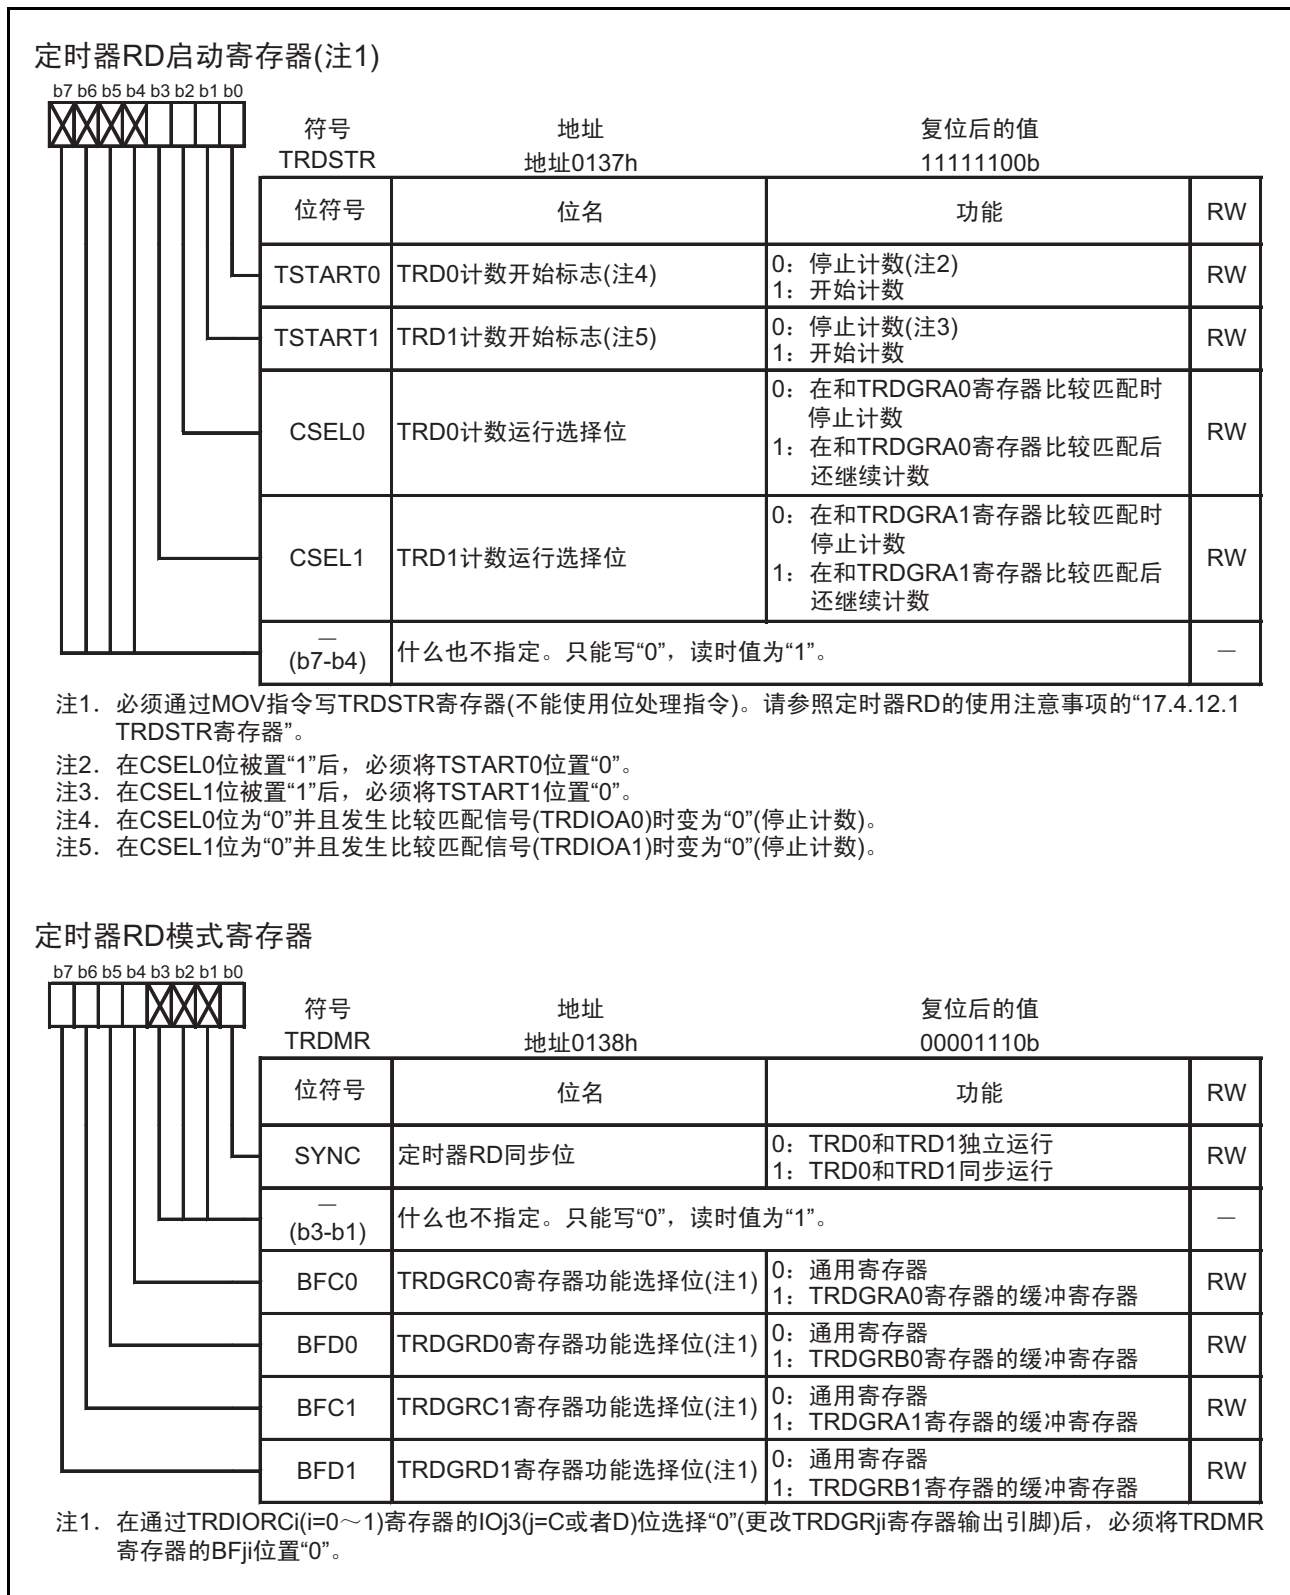 定时器RD启动寄存器(注1)
b7 b6 b5 b4 b3 b2 b1 b0
符号 地址 复位后的值
TRDSTR 地址0137h 11111100b
位符号 位名 功能 RW
TSTART0 TRD0计数开始标志(注4) 0：停止计数(注2) RW
1：开始计数
TSTART1 TRD1计数开始标志(注5) 0：停止计数(注3) RW
1：开始计数
CSEL0 TRD0计数运行选择位 0：在和TRDGRA0寄存器比较匹配时 RW
停止计数
1：在和TRDGRA0寄存器比较匹配后
还继续计数
CSEL1 TRD1计数运行选择位 0：在和TRDGRA1寄存器比较匹配时 RW
停止计数
1：在和TRDGRA1寄存器比较匹配后
还继续计数
— 什么也不指定。只能写“0”，读时值为“1”。 —
(b7-b4)
注1．必须通过MOV指令写TRDSTR寄存器(不能使用位处理指令)。请参照定时器RD的使用注意事项的“17.4.12.1
TRDSTR寄存器”。
注2．在CSEL0位被置“1”后，必须将TSTART0位置“0”。
注3．在CSEL1位被置“1”后，必须将TSTART1位置“0”。
注4．在CSEL0位为“0”并且发生比较匹配信号(TRDIOA0)时变为“0”(停止计数)。
注5．在CSEL1位为“0”并且发生比较匹配信号(TRDIOA1)时变为“0”(停止计数)。
定时器RD模式寄存器
b7 b6 b5 b4 b3 b2 b1 b0
符号 地址 复位后的值
TRDMR 地址0138h 00001110b
位符号 位名 功能 RW
SYNC 定时器RD同步位 0：TRD0和TRD1独立运行 RW
1：TRD0和TRD1同步运行
— 什么也不指定。只能写“0”，读时值为“1”。 —
(b3-b1)
BFC0 TRDGRC0寄存器功能选择位(注1) 0：通用寄存器 RW
1：TRDGRA0寄存器的缓冲寄存器
BFD0 TRDGRD0寄存器功能选择位(注1) 0：通用寄存器 RW
1：TRDGRB0寄存器的缓冲寄存器
BFC1 TRDGRC1寄存器功能选择位(注1) 0：通用寄存器 RW
1：TRDGRA1寄存器的缓冲寄存器
BFD1 TRDGRD1寄存器功能选择位(注1) 0：通用寄存器 RW
1：TRDGRB1寄存器的缓冲寄存器
注1．在通过TRDIORCi(i=0～1)寄存器的IOj3(j=C或者D)位选择“0”(更改TRDGRji寄存器输出引脚)后，必须将TRDMR
寄存器的BFji位置“0”。